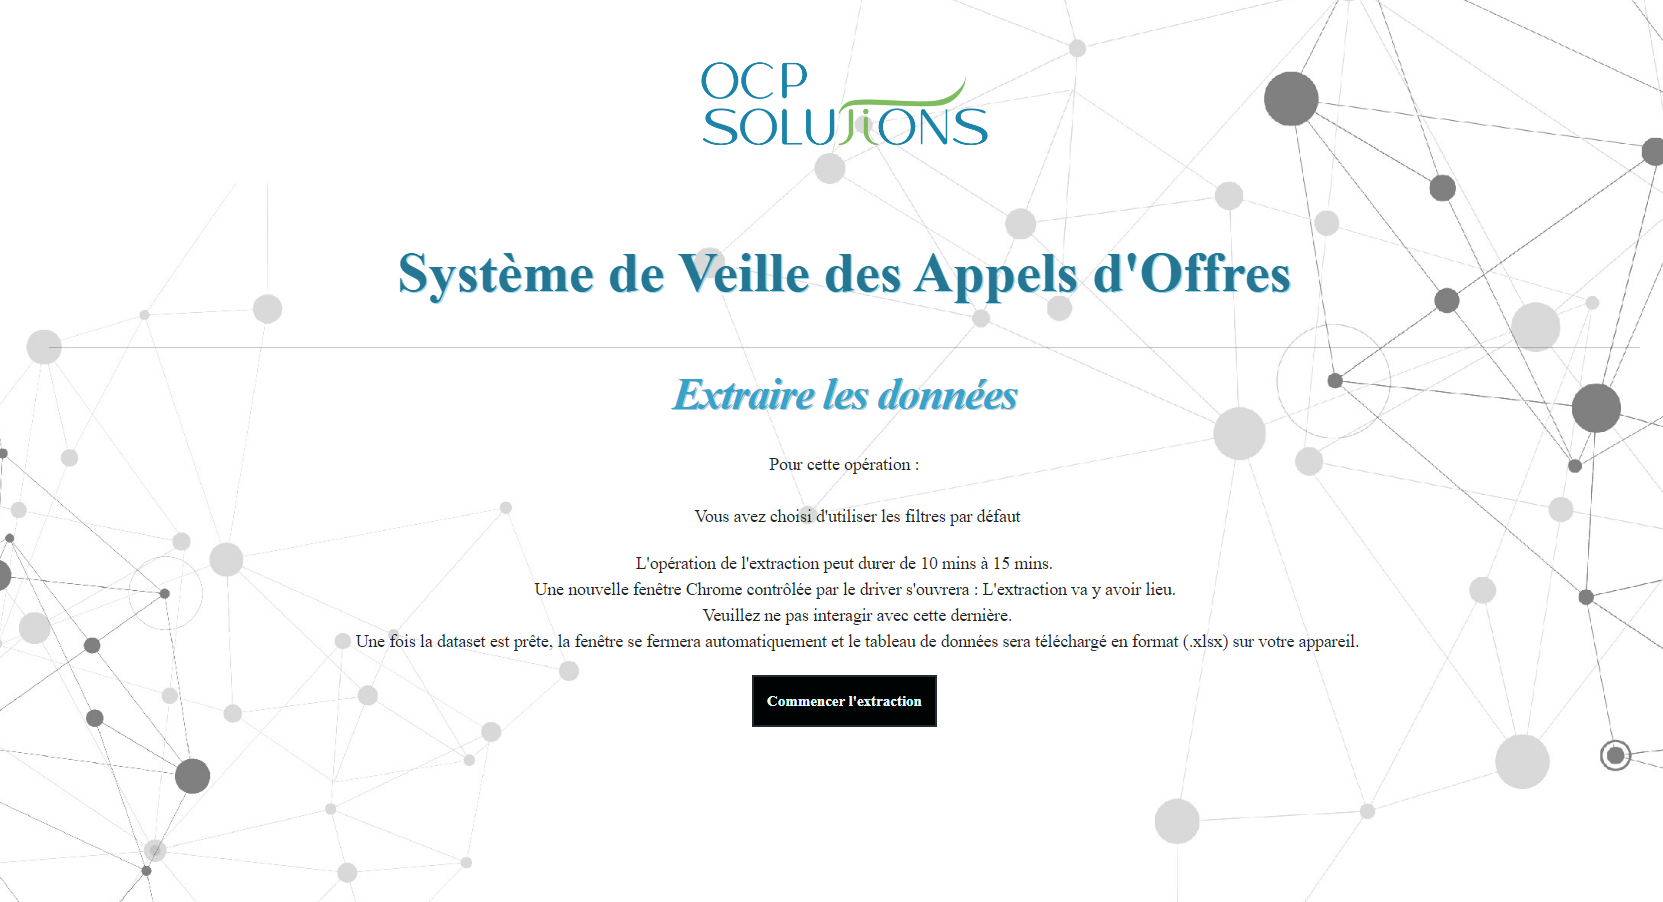 OCP
SOLUTIONS
Système de Veille des Appels d'Offres
Extraire les données
Pour cette opération :
Vous avez choisi d'utiliser les filtres par défaut
L'opération de l'extraction peut durer de 10 mins à 15 mins.
Une nouvelle fenêtre Chrome contrôlée par le driver s'ouvrera : L'extraction va y avoir lieu.
Veuillez ne pas interagir avec cette dernière.
Une fois la dataset est prête, la fenêtre se fermera automatiquement et le tableau de données sera téléchargé en format (.xlsx) sur votre appareil.
Commencer l'extraction